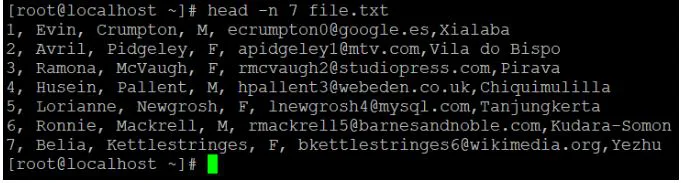 [root@localhost ~]# head -n 7 file.txt
1, Evin, Crumpton, M, ecrumpton0@google.es,Xialaba
2, Avril, Pidgeley, F, apidgeley1@mtv.com,Vila do Bispo
3, Ramona, McVaugh, F, rmcvaugh2@studiopress.com,Pirava
4, Husein, Pallent, M, hpallent3@webeden.co.uk,Chiquimulilla
5, Lorianne, Newgrosh, F, lnewgrosh4@mysql.com,Tanjungkerta
6, Ronnie, Mackrell, M, rmackrell5@barnesandnoble.com,Kudara-Somon
7, Belia, Kettlestringes, F, bkettlestringes6@wikimedia.org,Yezhu
[root@localhost ~]#